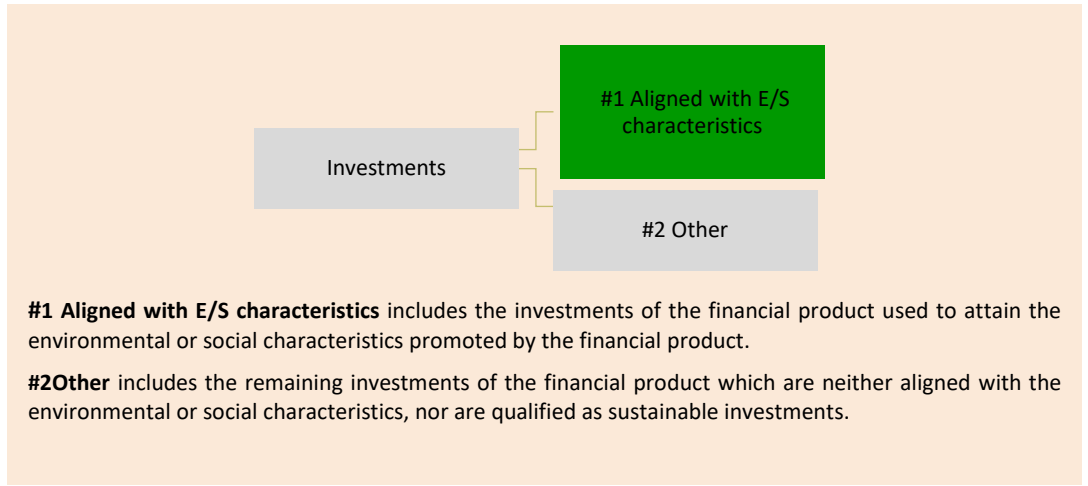 #1 Aligned with E/S
characteristics
Investments
#2 Other
#1 Aligned with E/S characteristics includes the investments of the financial product used to attain the
environmental or social characteristics promoted by the financial product.
#2Other includes the remaining investments of the financial product which are neither aligned with the
environmental or social characteristics, nor are qualified as sustainable investments.